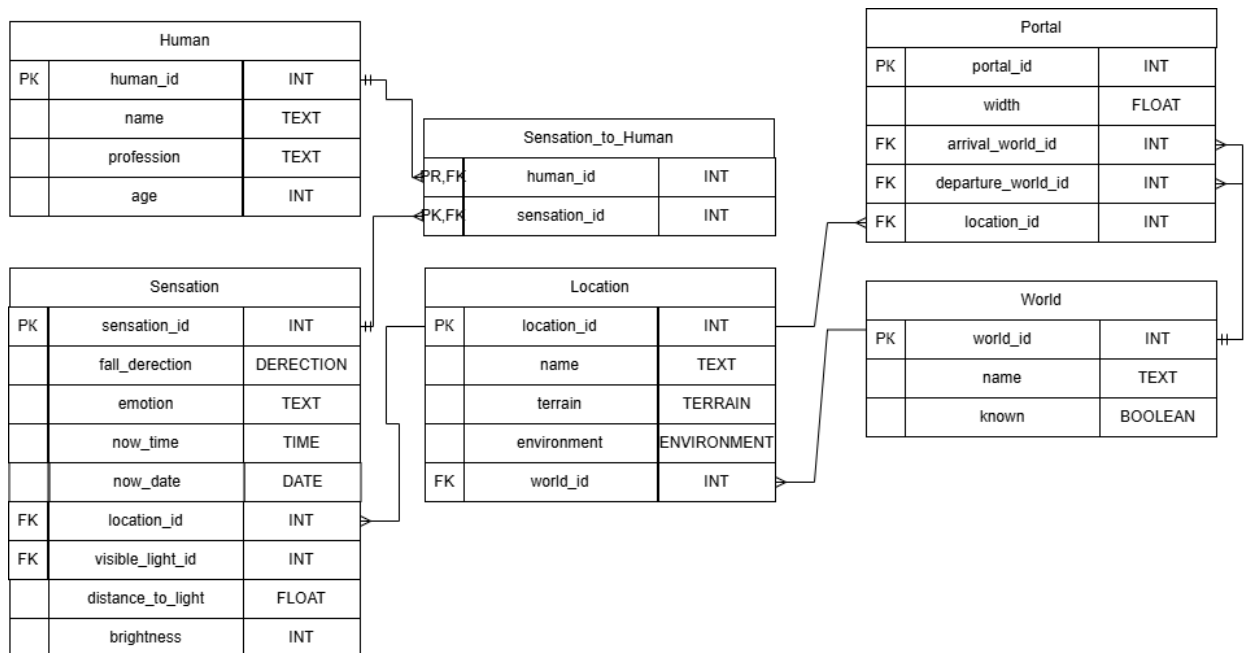 Human
PK human_id INT
name TEXT
profession TEXT
age INT
Sensation_to_Human
PR,FK human_id INT
PK,FK sensation_id INT
Portal
PK portal_id INT
width FLOAT
FK arrival_world_id INT
FK departure_world_id INT
FK location_id INT
Sensation
PK sensation_id INT
fall_derection DERECTION
emotion TEXT
now_time TIME
now_date DATE
FK location_id INT
FK visible_light_id INT
distance_to_light FLOAT
brightness INT
Location
PK location_id INT
name TEXT
terrain TERRAIN
environment ENVIRONMENT
FK world_id INT
World
PK world_id INT
name TEXT
known BOOLEAN